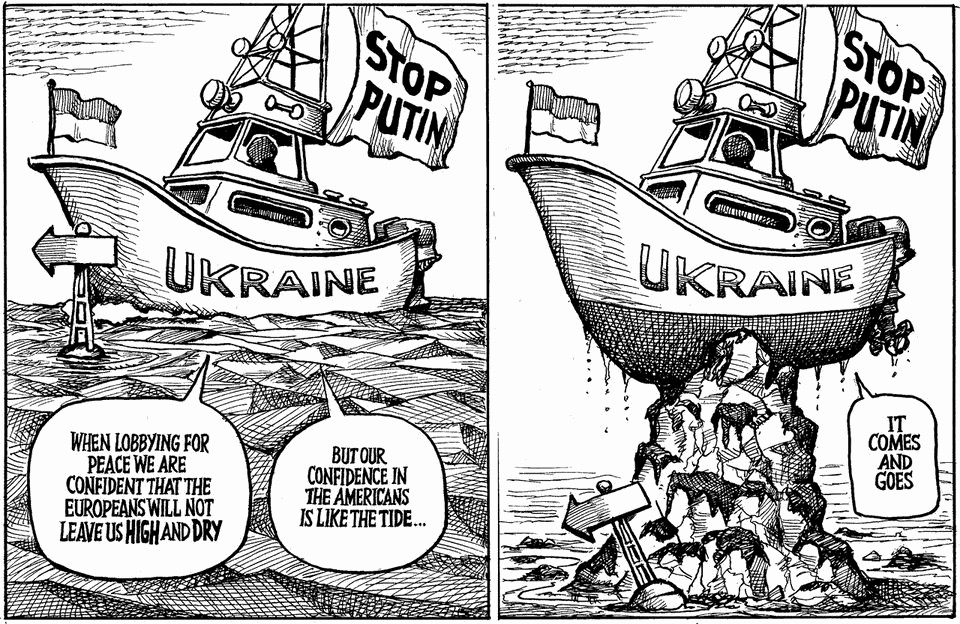 STOP
PUTIN
UKRAINE
WHEN LOBBYING FOR
PEACE WE ARE
CONFIDENT THAT THE
EUROPEANS WILL NOT
LEAVE US HIGH AND DRY
BUT OUR
CONFIDENCE IN
THE AMERICANS
IS LIKE THE TIDE...
STOP
PUTIN
UKRAINE
IT
COMES
AND
GOES